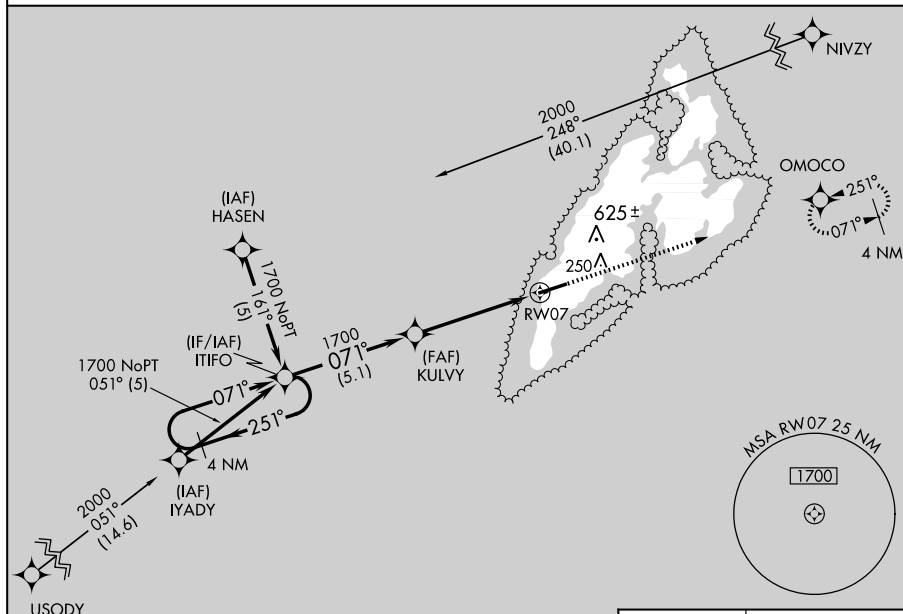 NIVZY
2000
248°
(40.1)
OMOCO
251°
071°
4 NM
(IAF)
HASEN
625±
250
1700 NoPT
161°
(5)
RW07
(IF/IAF)
ITIFO
1700
071°
(5.1)
(FAF)
KULVY
1700 NoPT
051° (5)
071°
251°
4 NM
(IAF)
IYADY
MSA RW07 25 NM
1700
2000
051°
(14.6)
USODY